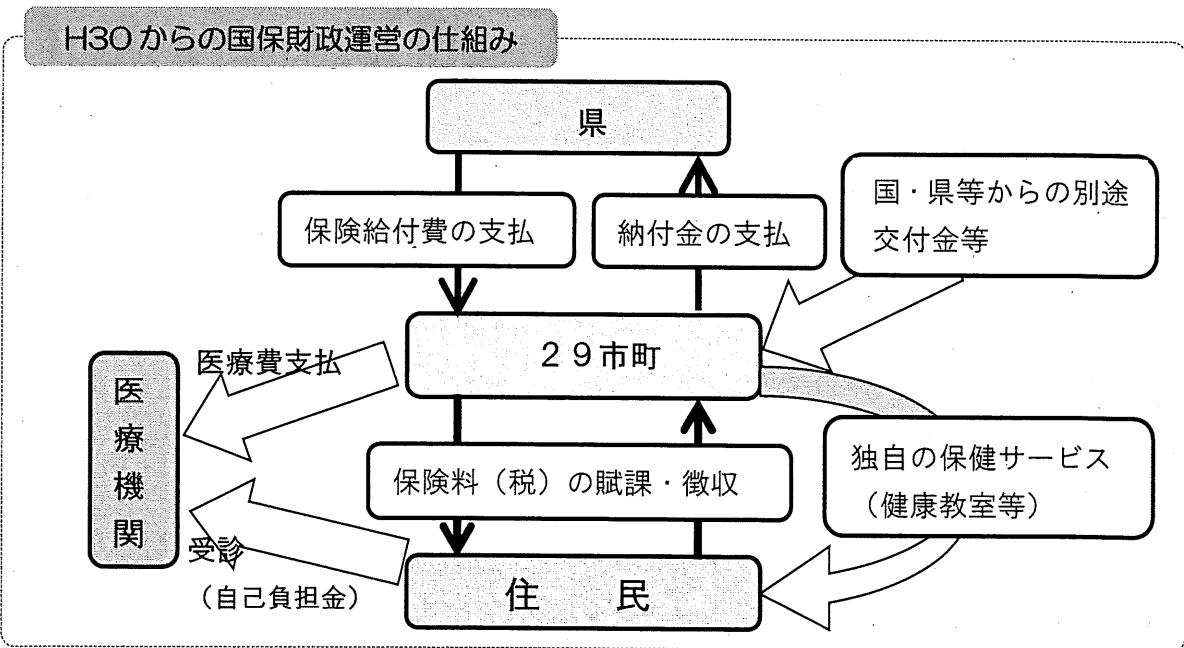 H30からの国保財政運営の仕組み
県
保険給付費の支払
納付金の支払
国・県等からの別途
交付金等
29市町
医療費支払
医療機関
保険料（税）の賦課・徴収
独自の保健サービス
（健康教室等）
受診
（自己負担金）
住 民